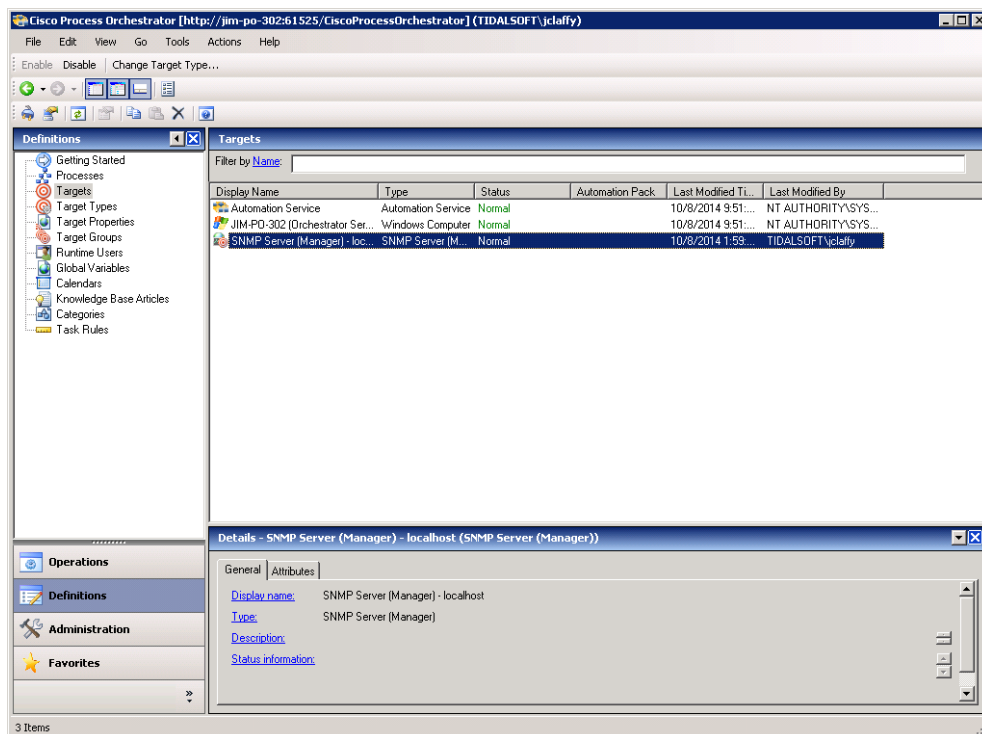 Cisco Process Orchestrator [http://jim-po-302:61525/CiscoProcessOrchestrator] (TIDALSOFT\jclaffy)
File Edit View Go Tools Actions Help
Enable Disable Change Target Type...
Definitions
Getting Started
Processes
Targets
Target Types
Target Properties
Target Groups
Runtime Users
Global Variables
Calendars
Knowledge Base Articles
Categories
Task Rules
Operations
Definitions
Administration
Favorites
»
Targets
Filter by Name:
Display Name Type Status Automation Pack Last Modified Ti... Last Modified By
Automation Service Automation Service Normal 10/8/2014 9:51:... NT AUTHORITY\SYS...
JIM-PO-302 (Orchestrator Ser... Windows Computer Normal 10/8/2014 9:51:... NT AUTHORITY\SYS...
SNMP Server (Manager) - loc... SNMP Server (M... Normal 10/8/2014 1:59:... TIDALSOFT\jclaffy
Details - SNMP Server (Manager) - localhost (SNMP Server (Manager))
General Attributes
Display name: SNMP Server (Manager) - localhost
Type: SNMP Server (Manager)
Description:
Status information:
3 Items